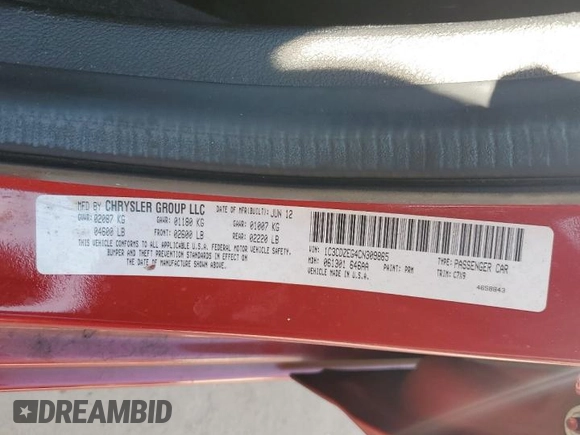 MFD BY CHRYSLER GROUP LLC DATE OF MFR(BUILT): JUN 12
GVWR: 02087 KG GAWR: 01180 KG GAWR: 01007 KG
04600 LB FRONT: 02600 LB REAR: 02220 LB
THIS VEHICLE CONFORMS TO ALL APPLICABLE U.S.A. FEDERAL MOTOR VEHICLE SAFETY,
BUMPER AND THEFT PREVENTION STANDARDS IN EFFECT ON
THE DATE OF MANUFACTURE SHOWN ABOVE.
VEHICLE MADE IN U.S.A.
1C3CDZEG4CN309865
MDH: 061301 646AA PAINT: PRM
TYPE: PASSENGER CAR
TRIM: C7X9
4658943
DREAMBID